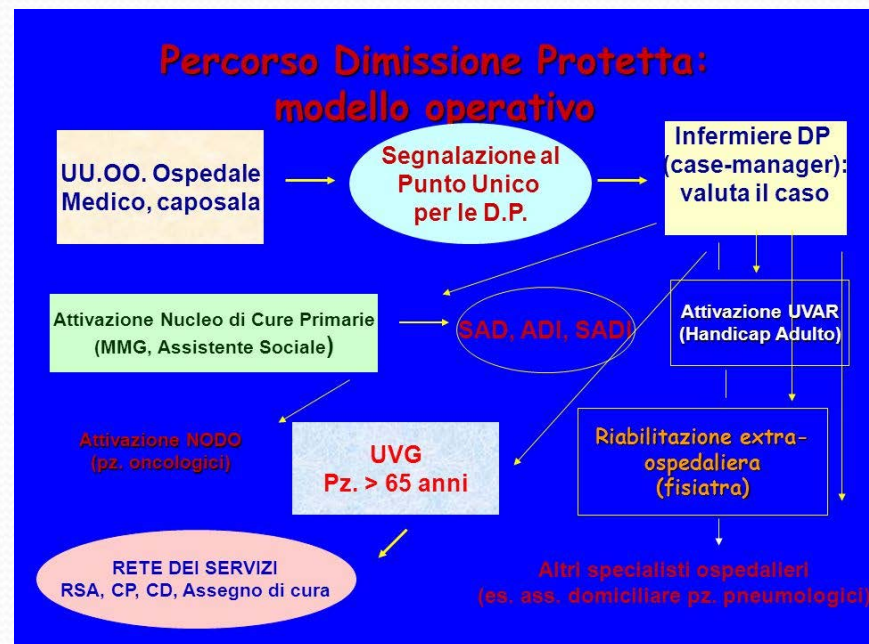 Percorso Dimissione Protetta:
modello operativo
UU.OO. Ospedale
Medico, caposala
Segnalazione al
Punto Unico
per le D.P.
Infermiere DP
(case-manager):
valuta il caso
Attivazione Nucleo di Cure Primarie
(MMG, Assistente Sociale)
SAD, ADI, SADI
Attivazione UVAR
(Handicap Adulto)
Attivazione NODO
(pz. oncologici)
UVG
Pz. > 65 anni
Riabilitazione extra-
ospedaliera
(fisiatra)
RETE DEI SERVIZI
RSA, CP, CD, Assegno di cura
Altri specialisti ospedalieri
(es. ass. domiciliare pz. pneumologici)